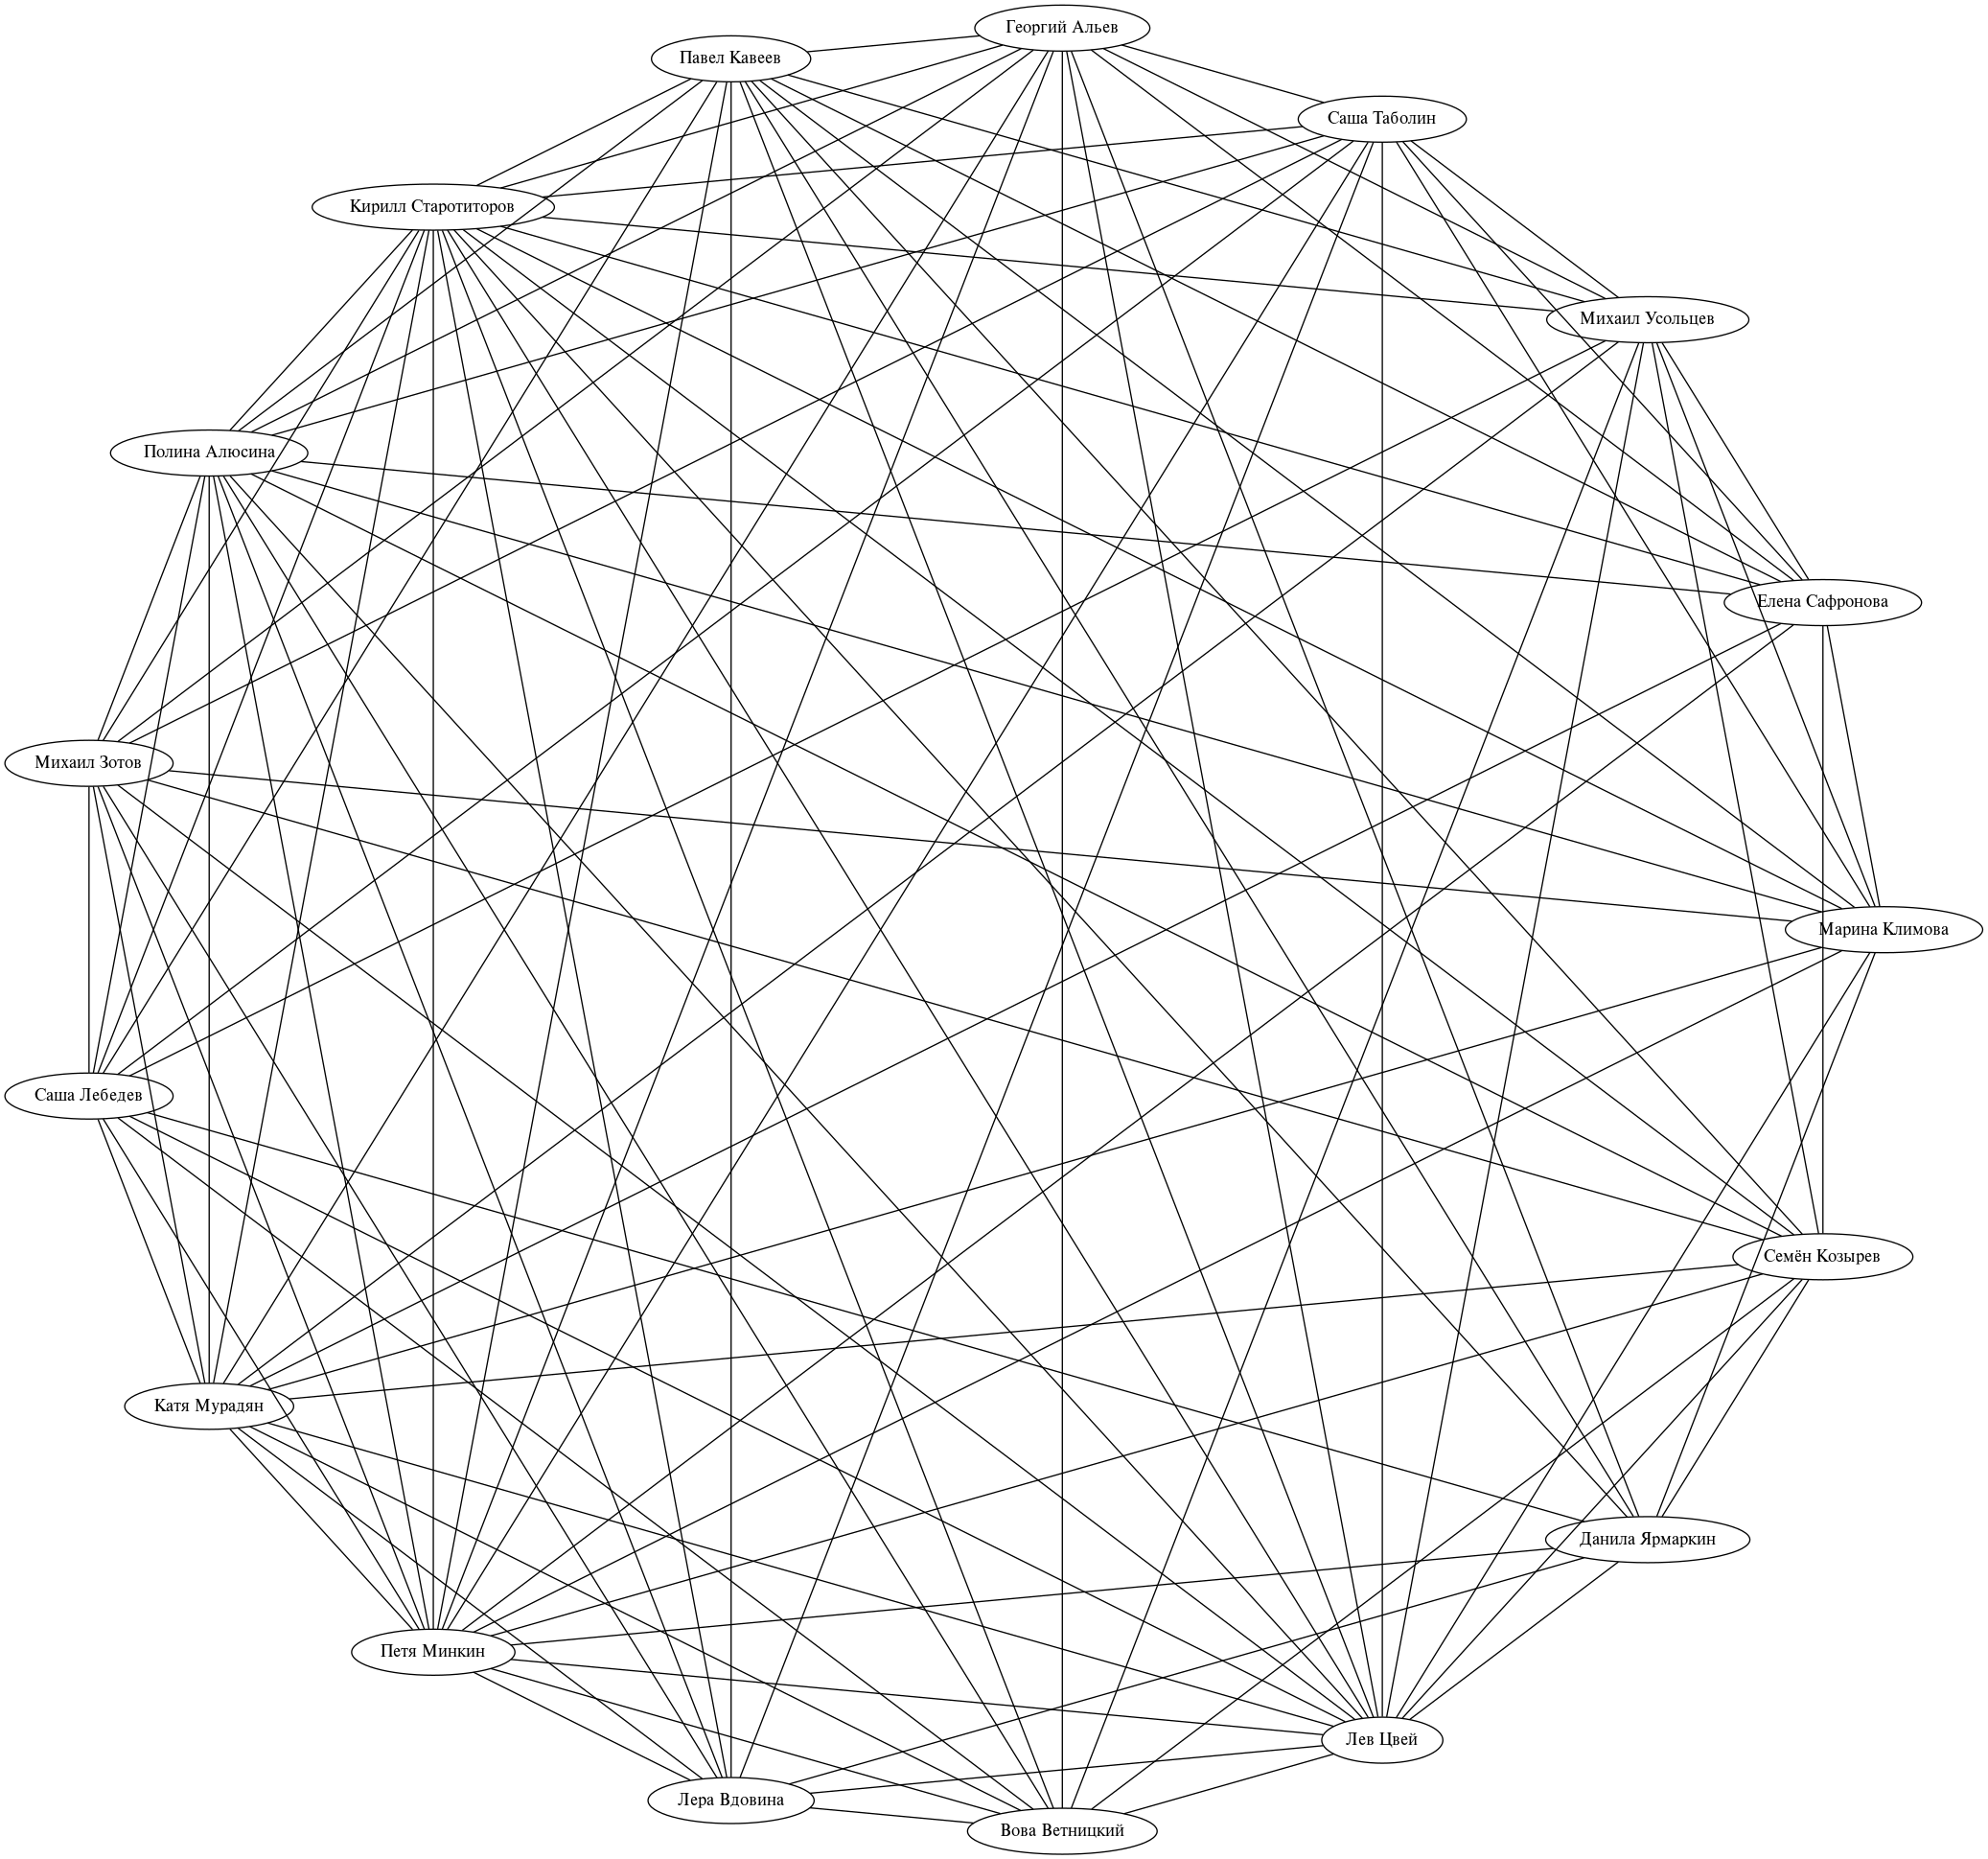 Георгий Альев
Павел Кавеев
Саша Таболин
Кирилл Старотиторов
Михаил Усольцев
Полина Алюсина
Елена Сафронова
Михаил Зотов
Марина Климова
Саша Лебедев
Семён Козырев
Катя Мурадян
Данила Ярмаркин
Петя Минкин
Лев Цвей
Лера Вдовина
Вова Ветницкий